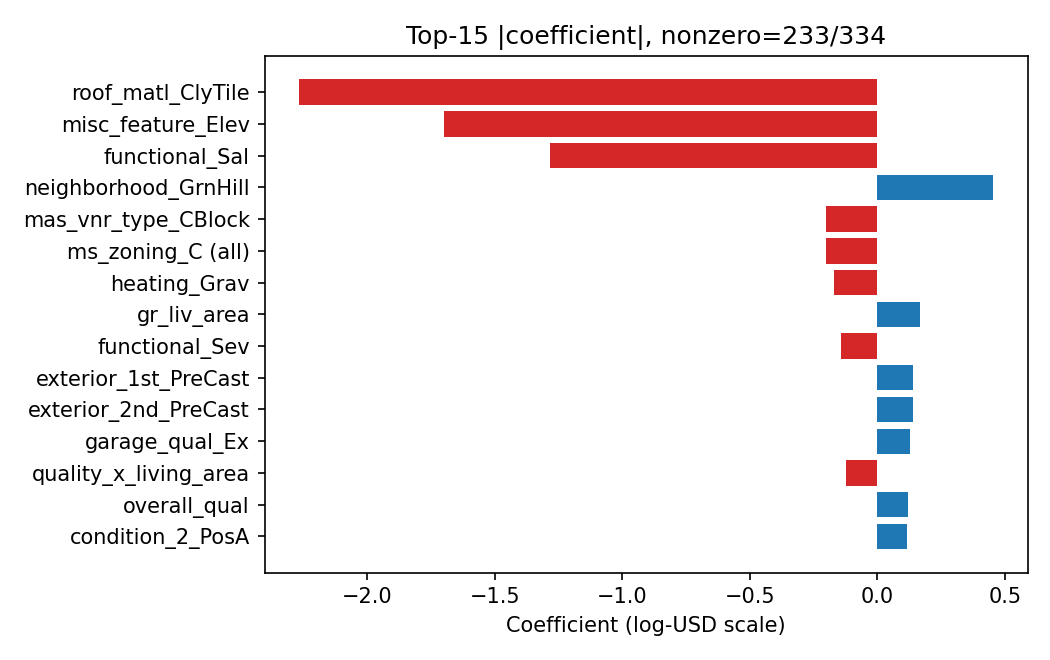 Top-15 |coefficient|, nonzero=233/334
roof_matl_ClyTile
misc_feature_Elev
functional_Sal
neighborhood_GrnHill
mas_vnr_type_CBlock
ms_zoning_C (all)
heating_Grav
gr_liv_area
functional_Sev
exterior_1st_PreCast
exterior_2nd_PreCast
garage_qual_Ex
quality_x_living_area
overall_qual
condition_2_PosA
−2.0 −1.5 −1.0 −0.5 0.0 0.5
Coefficient (log-USD scale)